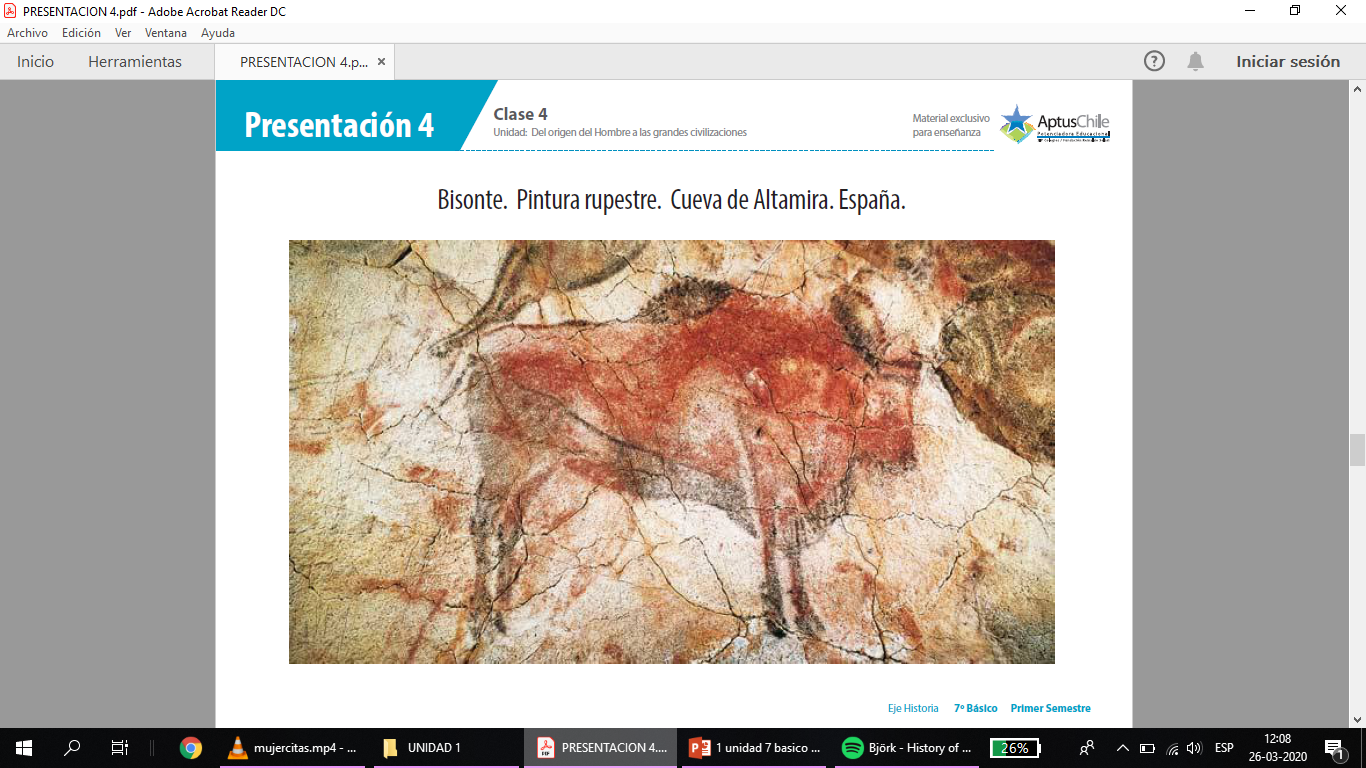 PRESENTACION 4.pdf - Adobe Acrobat Reader DC
Archivo Edición Ver Ventana Ayuda
Inicio Herramientas PRESENTACION 4.p... × ? Iniciar sesión
Presentación 4
Clase 4
Unidad: Del origen del Hombre a las grandes civilizaciones
Material exclusivo
para enseñanza
AptusChile
Potenciadora Educacional
Bisonte. Pintura rupestre. Cueva de Altamira. España.
Eje Historia 7º Básico Primer Semestre
mujercitas.mp4 - ... UNIDAD 1 PRESENTACION 4.... 1 unidad 7 basico ... Björk - History of ... 26% ESP 12:08
26-03-2020 1